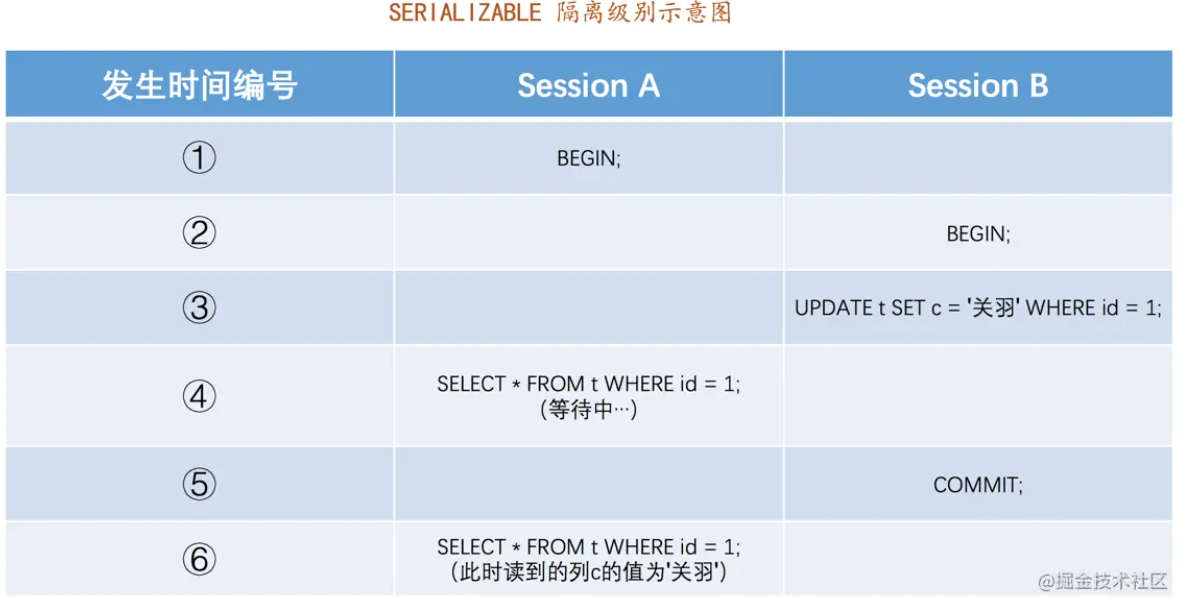 SERIALIZABLE 隔离级别示意图
发生时间编号 Session A Session B
① BEGIN;
② BEGIN;
③ UPDATE t SET c = '关羽' WHERE id = 1;
④ SELECT * FROM t WHERE id = 1;
（等待中…）
⑤ COMMIT;
⑥ SELECT * FROM t WHERE id = 1;
（此时读到的列c的值为'关羽'）
@掘金技术社区